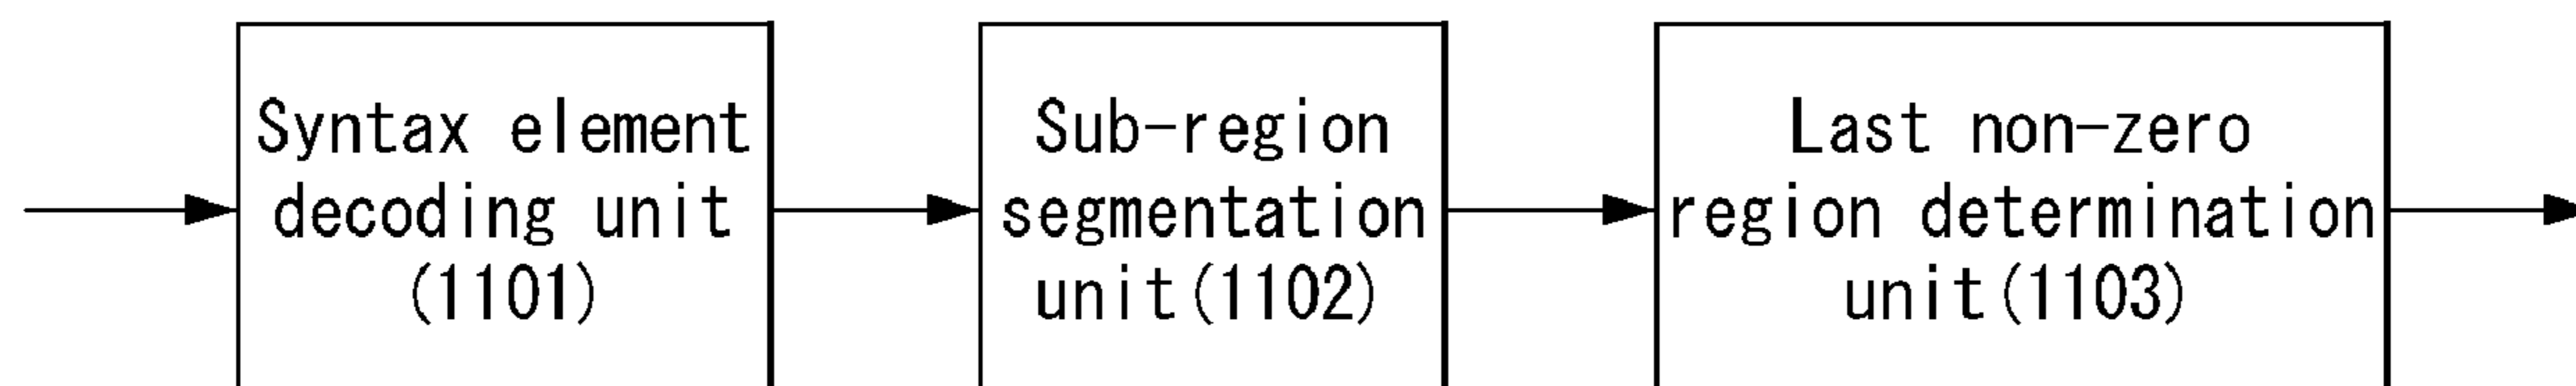 Syntax element
decoding unit
(1101)
Sub-region
segmentation
unit(1102)
Last non-zero
region determination
unit(1103)